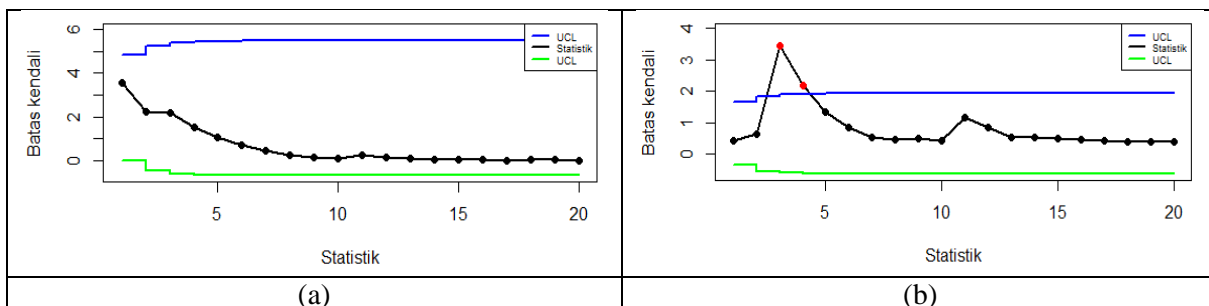 6
4
2
0
Batas kendali
5
10
15
20
Statistik
UCL
Statistik
UCL
(a)
4
3
2
1
0
Batas kendali
5
10
15
20
Statistik
UCL
Statistik
UCL
(b)